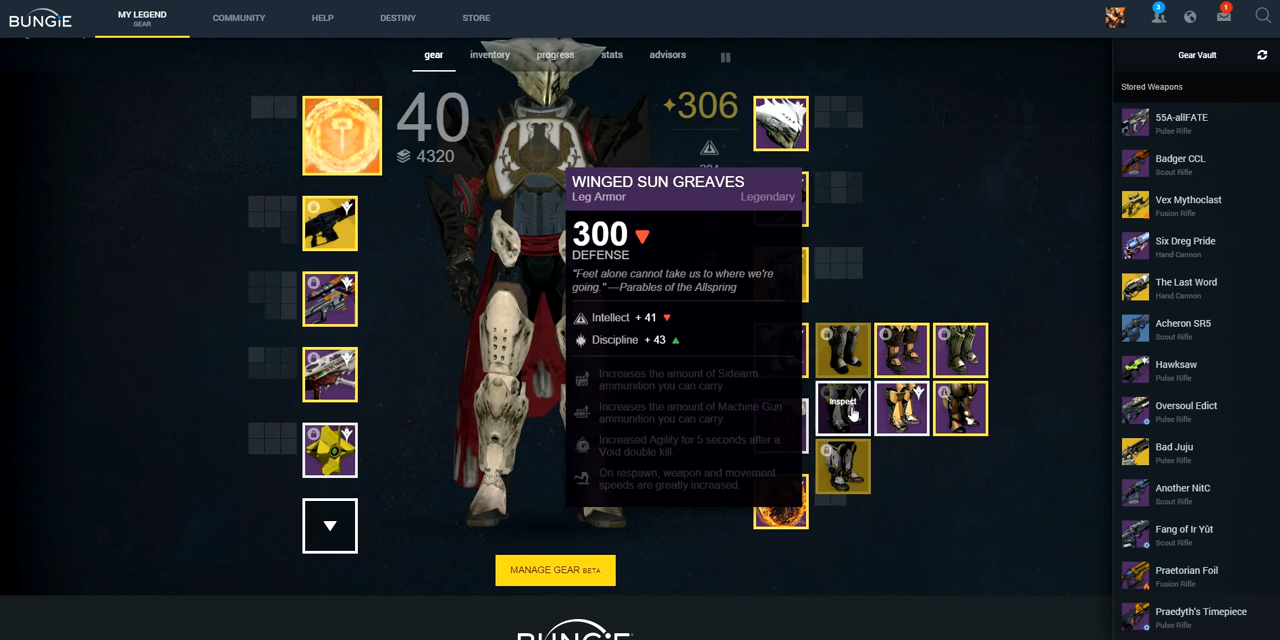 BUNGiE
MY LEGEND
GEAR
COMMUNITY
HELP
DESTINY
STORE
3
1
gear
inventory
progress
stats
advisors
40
4320
306
WINGED SUN GREAVES
Leg Armor
Legendary
300
DEFENSE
"Feet alone cannot take us to where we're
going." —Parables of the Allspring
Intellect + 41
Discipline + 43
Increases the amount of Sidearm
ammunition you can carry
Increases the amount of Machine Gun
ammunition you can carry
Increased Agility for 5 seconds after a
Void double kill.
On respawn, weapon and movement
speeds are greatly increased.
Inspect
MANAGE GEAR BETA
BUNGiE
Gear Vault
Stored Weapons
55A-allFATE
Pulse Rifle
Badger CCL
Scout Rifle
Vex Mythoclast
Fusion Rifle
Six Dreg Pride
Hand Cannon
The Last Word
Hand Cannon
Acheron SR5
Scout Rifle
Hawksaw
Pulse Rifle
Oversoul Edict
Pulse Rifle
Bad Juju
Pulse Rifle
Another NitC
Scout Rifle
Fang of Ir Yût
Scout Rifle
Praetorian Foil
Fusion Rifle
Praedyth's Timepiece
Pulse Rifle